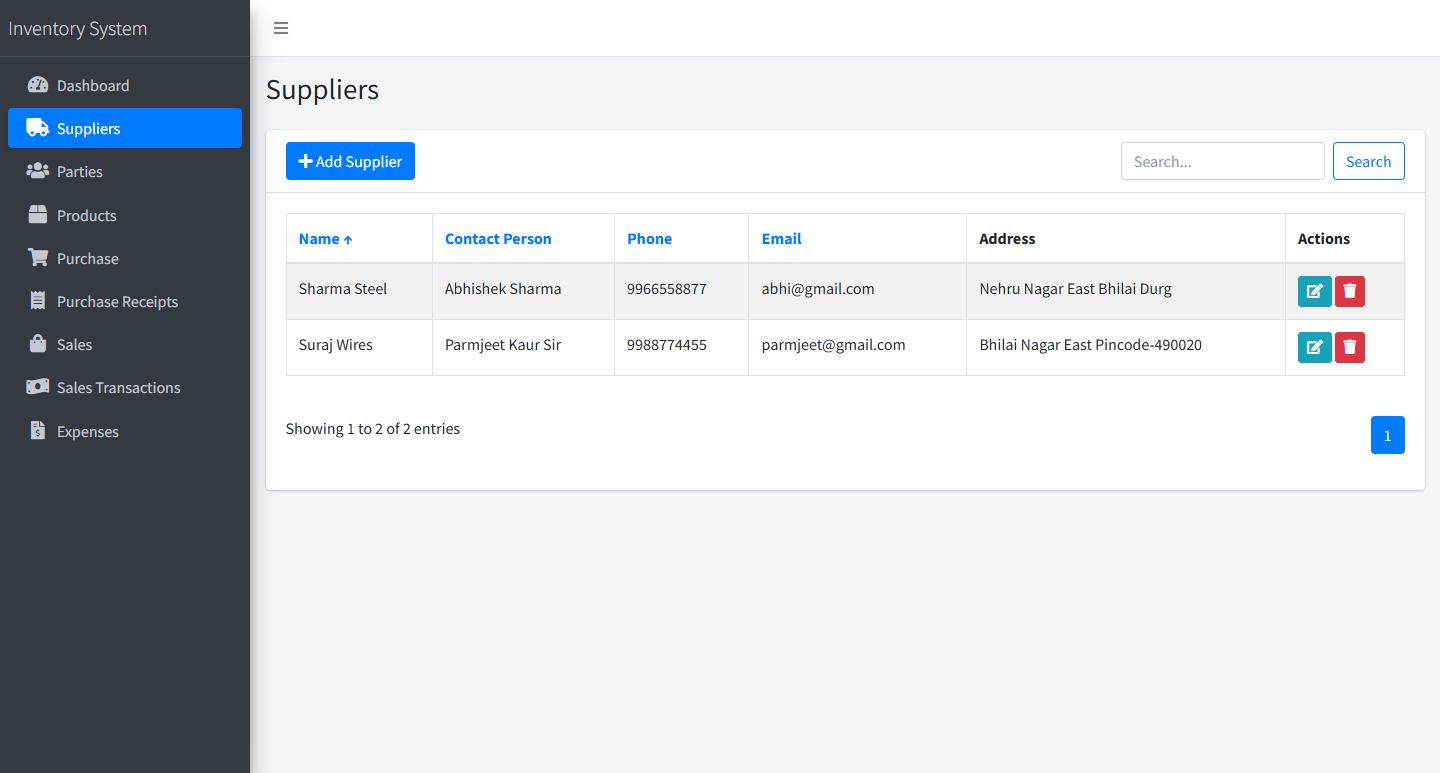 Inventory System
Dashboard
Suppliers
Parties
Products
Purchase
Purchase Receipts
Sales
Sales Transactions
Expenses
Suppliers
Add Supplier
Search...
Search
Name Contact Person Phone Email Address Actions
Sharma Steel Abhishek Sharma 9966558877 abhi@gmail.com Nehru Nagar East Bhilai Durg
Suraj Wires Parmjeet Kaur Sir 9988774455 parmjeet@gmail.com Bhilai Nagar East Pincode-490020
Showing 1 to 2 of 2 entries
1